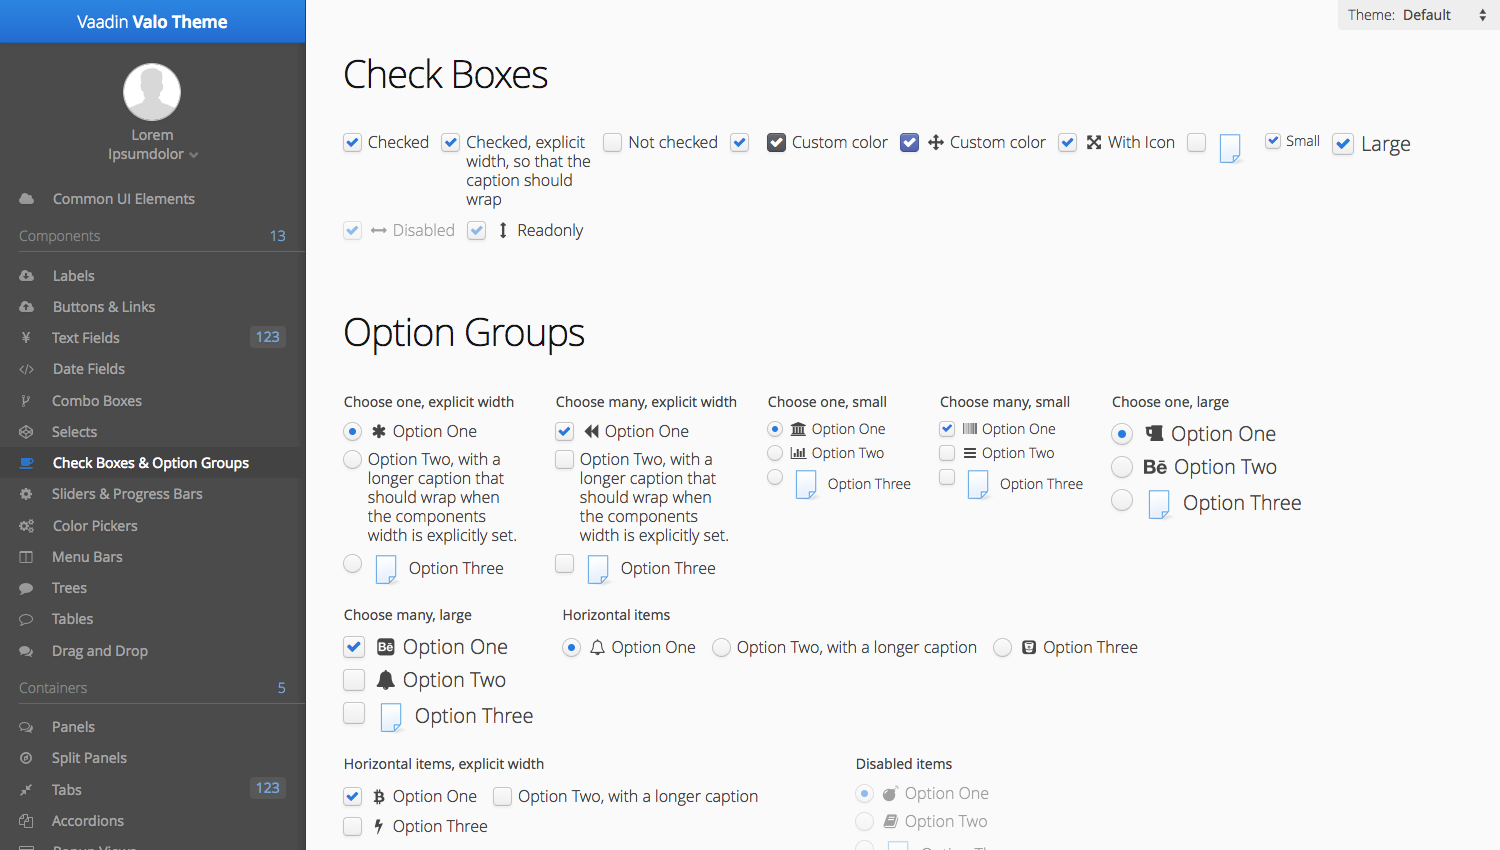 Vaadin Valo Theme
Lorem
Ipsumdolor
Common UI Elements
Components 13
Labels
Buttons & Links
Text Fields 123
Date Fields
Combo Boxes
Selects
Check Boxes & Option Groups
Sliders & Progress Bars
Color Pickers
Menu Bars
Trees
Tables
Drag and Drop
Containers 5
Panels
Split Panels
Tabs 123
Accordions
Popup Views
Theme: Default
Check Boxes
Checked
Checked, explicit
width, so that the
caption should
wrap
Not checked
Custom color
Custom color
With Icon
Small
Large
Disabled
Readonly
Option Groups
Choose one, explicit width
Option One
Option Two, with a
longer caption that
should wrap when
the components
width is explicitly set.
Option Three
Choose many, explicit width
Option One
Option Two, with a
longer caption that
should wrap when
the components
width is explicitly set.
Option Three
Choose one, small
Option One
Option Two
Option Three
Choose many, small
Option One
Option Two
Option Three
Choose one, large
Option One
Bē Option Two
Option Three
Choose many, large
Bē Option One
Option Two
Option Three
Horizontal items
Option One
Option Two, with a longer caption
Option Three
Horizontal items, explicit width
Option One
Option Two, with a longer caption
Option Three
Disabled items
Option One
Option Two